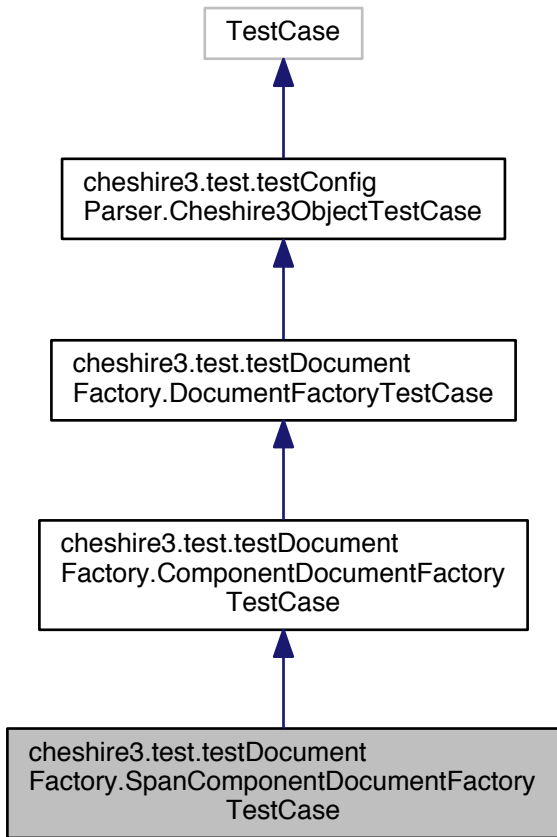 TestCase
cheshire3.test.testConfig
Parser.Cheshire3ObjectTestCase
cheshire3.test.testDocument
Factory.DocumentFactoryTestCase
cheshire3.test.testDocument
Factory.ComponentDocumentFactory
TestCase
cheshire3.test.testDocument
Factory.SpanComponentDocumentFactory
TestCase